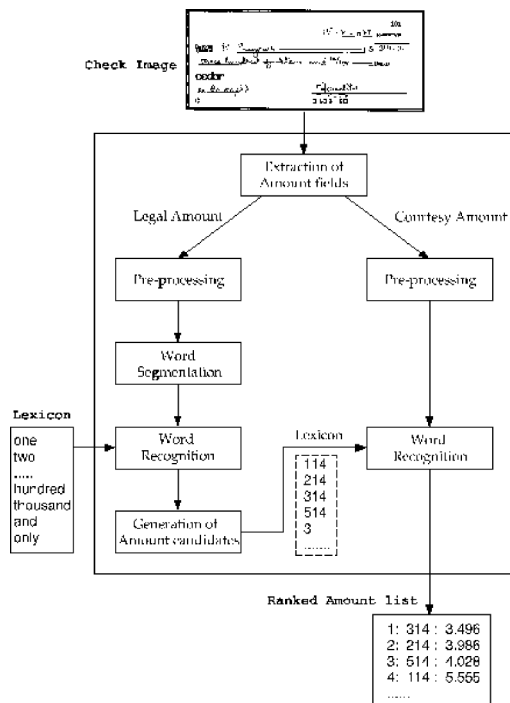 Check Image
101
cedar
Extraction of
Amount fields
Legal Amount
Courtesy Amount
Pre-processing
Pre-processing
Word
Segmentation
Lexicon
one
two
.....
hundred
thousand
and
only
Word
Recognition
Lexicon
114
214
314
514
3
.......
Word
Recognition
Generation of
Amount candidates
Ranked Amount list
1: 314 : 3.496
2: 214 : 3.986
3: 514 : 4.028
4: 114 : 5.555
......